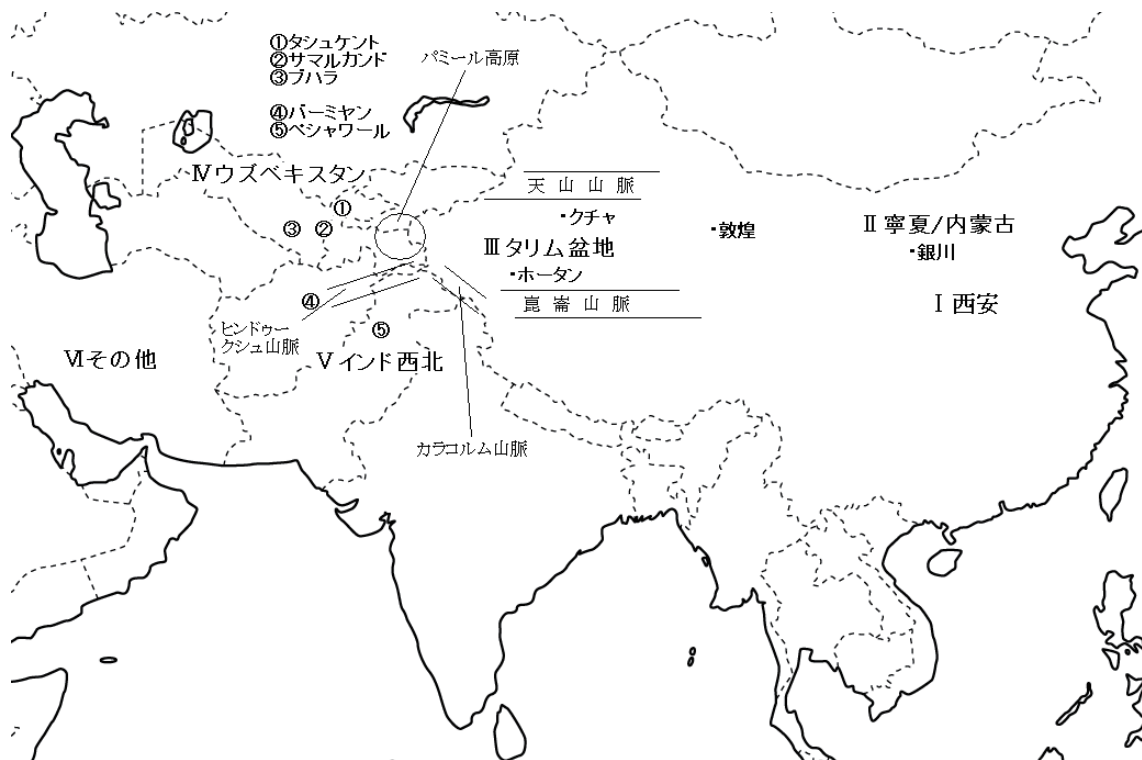 ①タシュケント
②サマルカンド
③ブハラ
④バーミヤン
⑤ペシャワール
パミール高原
Ⅳウズベキスタン
天山山脈
①
③
②
・クチャ
・敦煌
Ⅱ寧夏/内蒙古
・銀川
Ⅲタリム盆地
・ホータン
崑崙山脈
Ⅰ西安
④
⑤
ヒンドゥー
クシュ山脈
Ⅴインド西北
Ⅵその他
カラコルム山脈